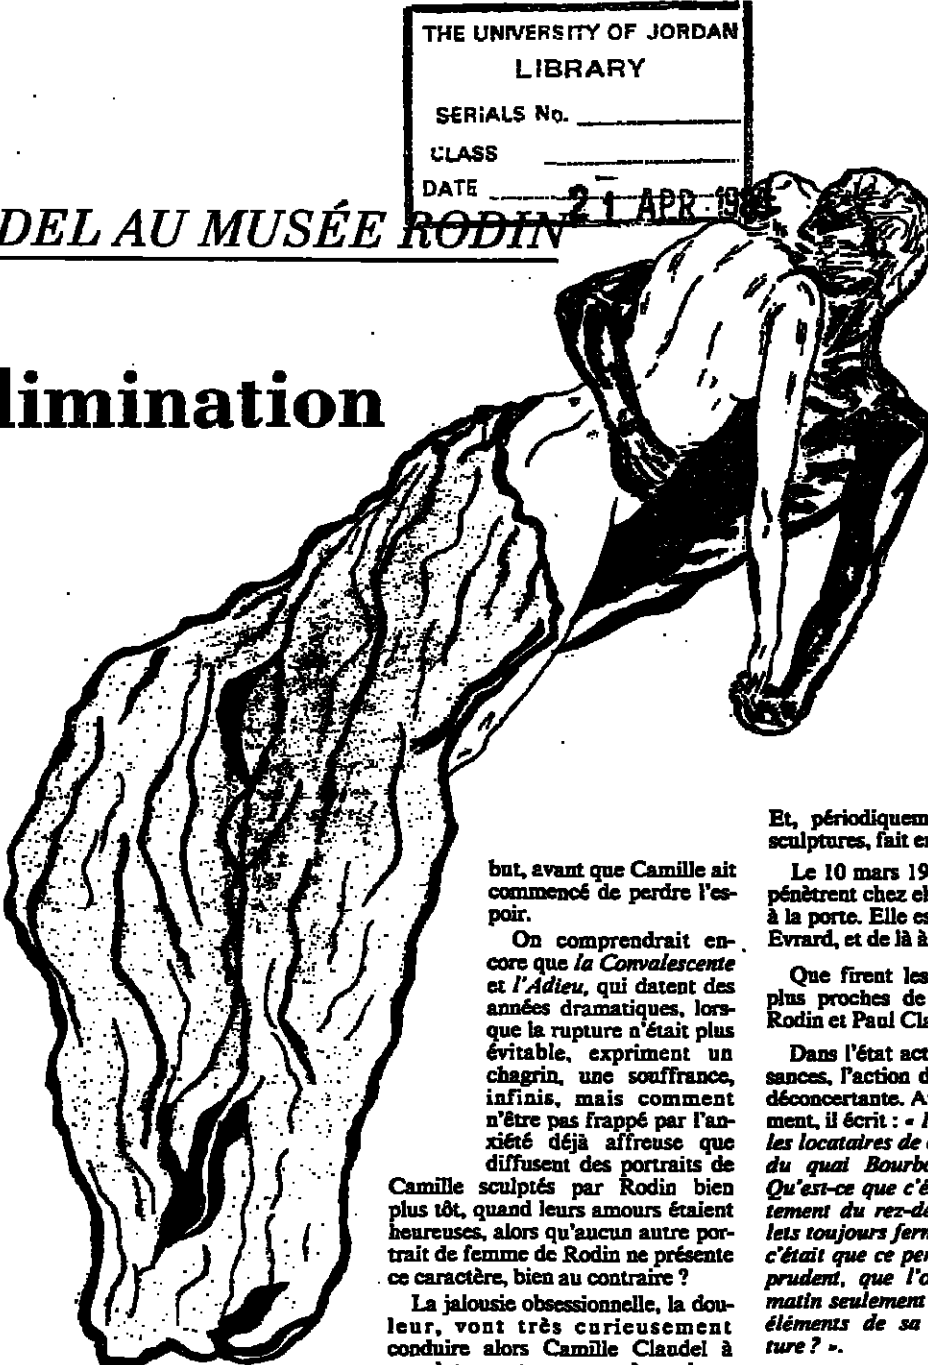 THE UNIVERSITY OF JORDAN
LIBRARY
SERIALS No.
CLASS
DATE 21 APR
DEL AU MUSÉE RODIN
limination
but, avant que Camille ait
commencé de perdre l'es-
poir.
On comprendrait en-
core que la Convalescente
et l'Adieu, qui datent des
années dramatiques, lors-
que la rupture n'était plus
évitable, expriment un
chagrin, une souffrance,
infinis, mais comment
n'être pas frappé par l'an-
xiété déjà affreuse que
diffusent des portraits de
Camille sculptés par Rodin bien
plus tôt, quand leurs amours étaient
heureuses, alors qu'aucun autre por-
trait de femme de Rodin ne présente
ce caractère, bien au contraire ?
La jalousie obsessionnelle, la dou-
leur, vont très curieusement
conduire alors Camille Claudel à
Et, périodiquem
sculptures, fait e
Le 10 mars 19
pénètrent chez el
à la porte. Elle es
Evrard, et de là à
Que firent les
plus proches de
Rodin et Paul Cla
Dans l'état act
sances, l'action d
déconcertante. A
ment, il écrit : «
les locataires de
du quai Bourb
Qu'est-ce que c'é
tement du rez-de
lets toujours ferm
c'était que ce per
prudent, que l'o
matin seulement
éléments de sa
ture ? ».